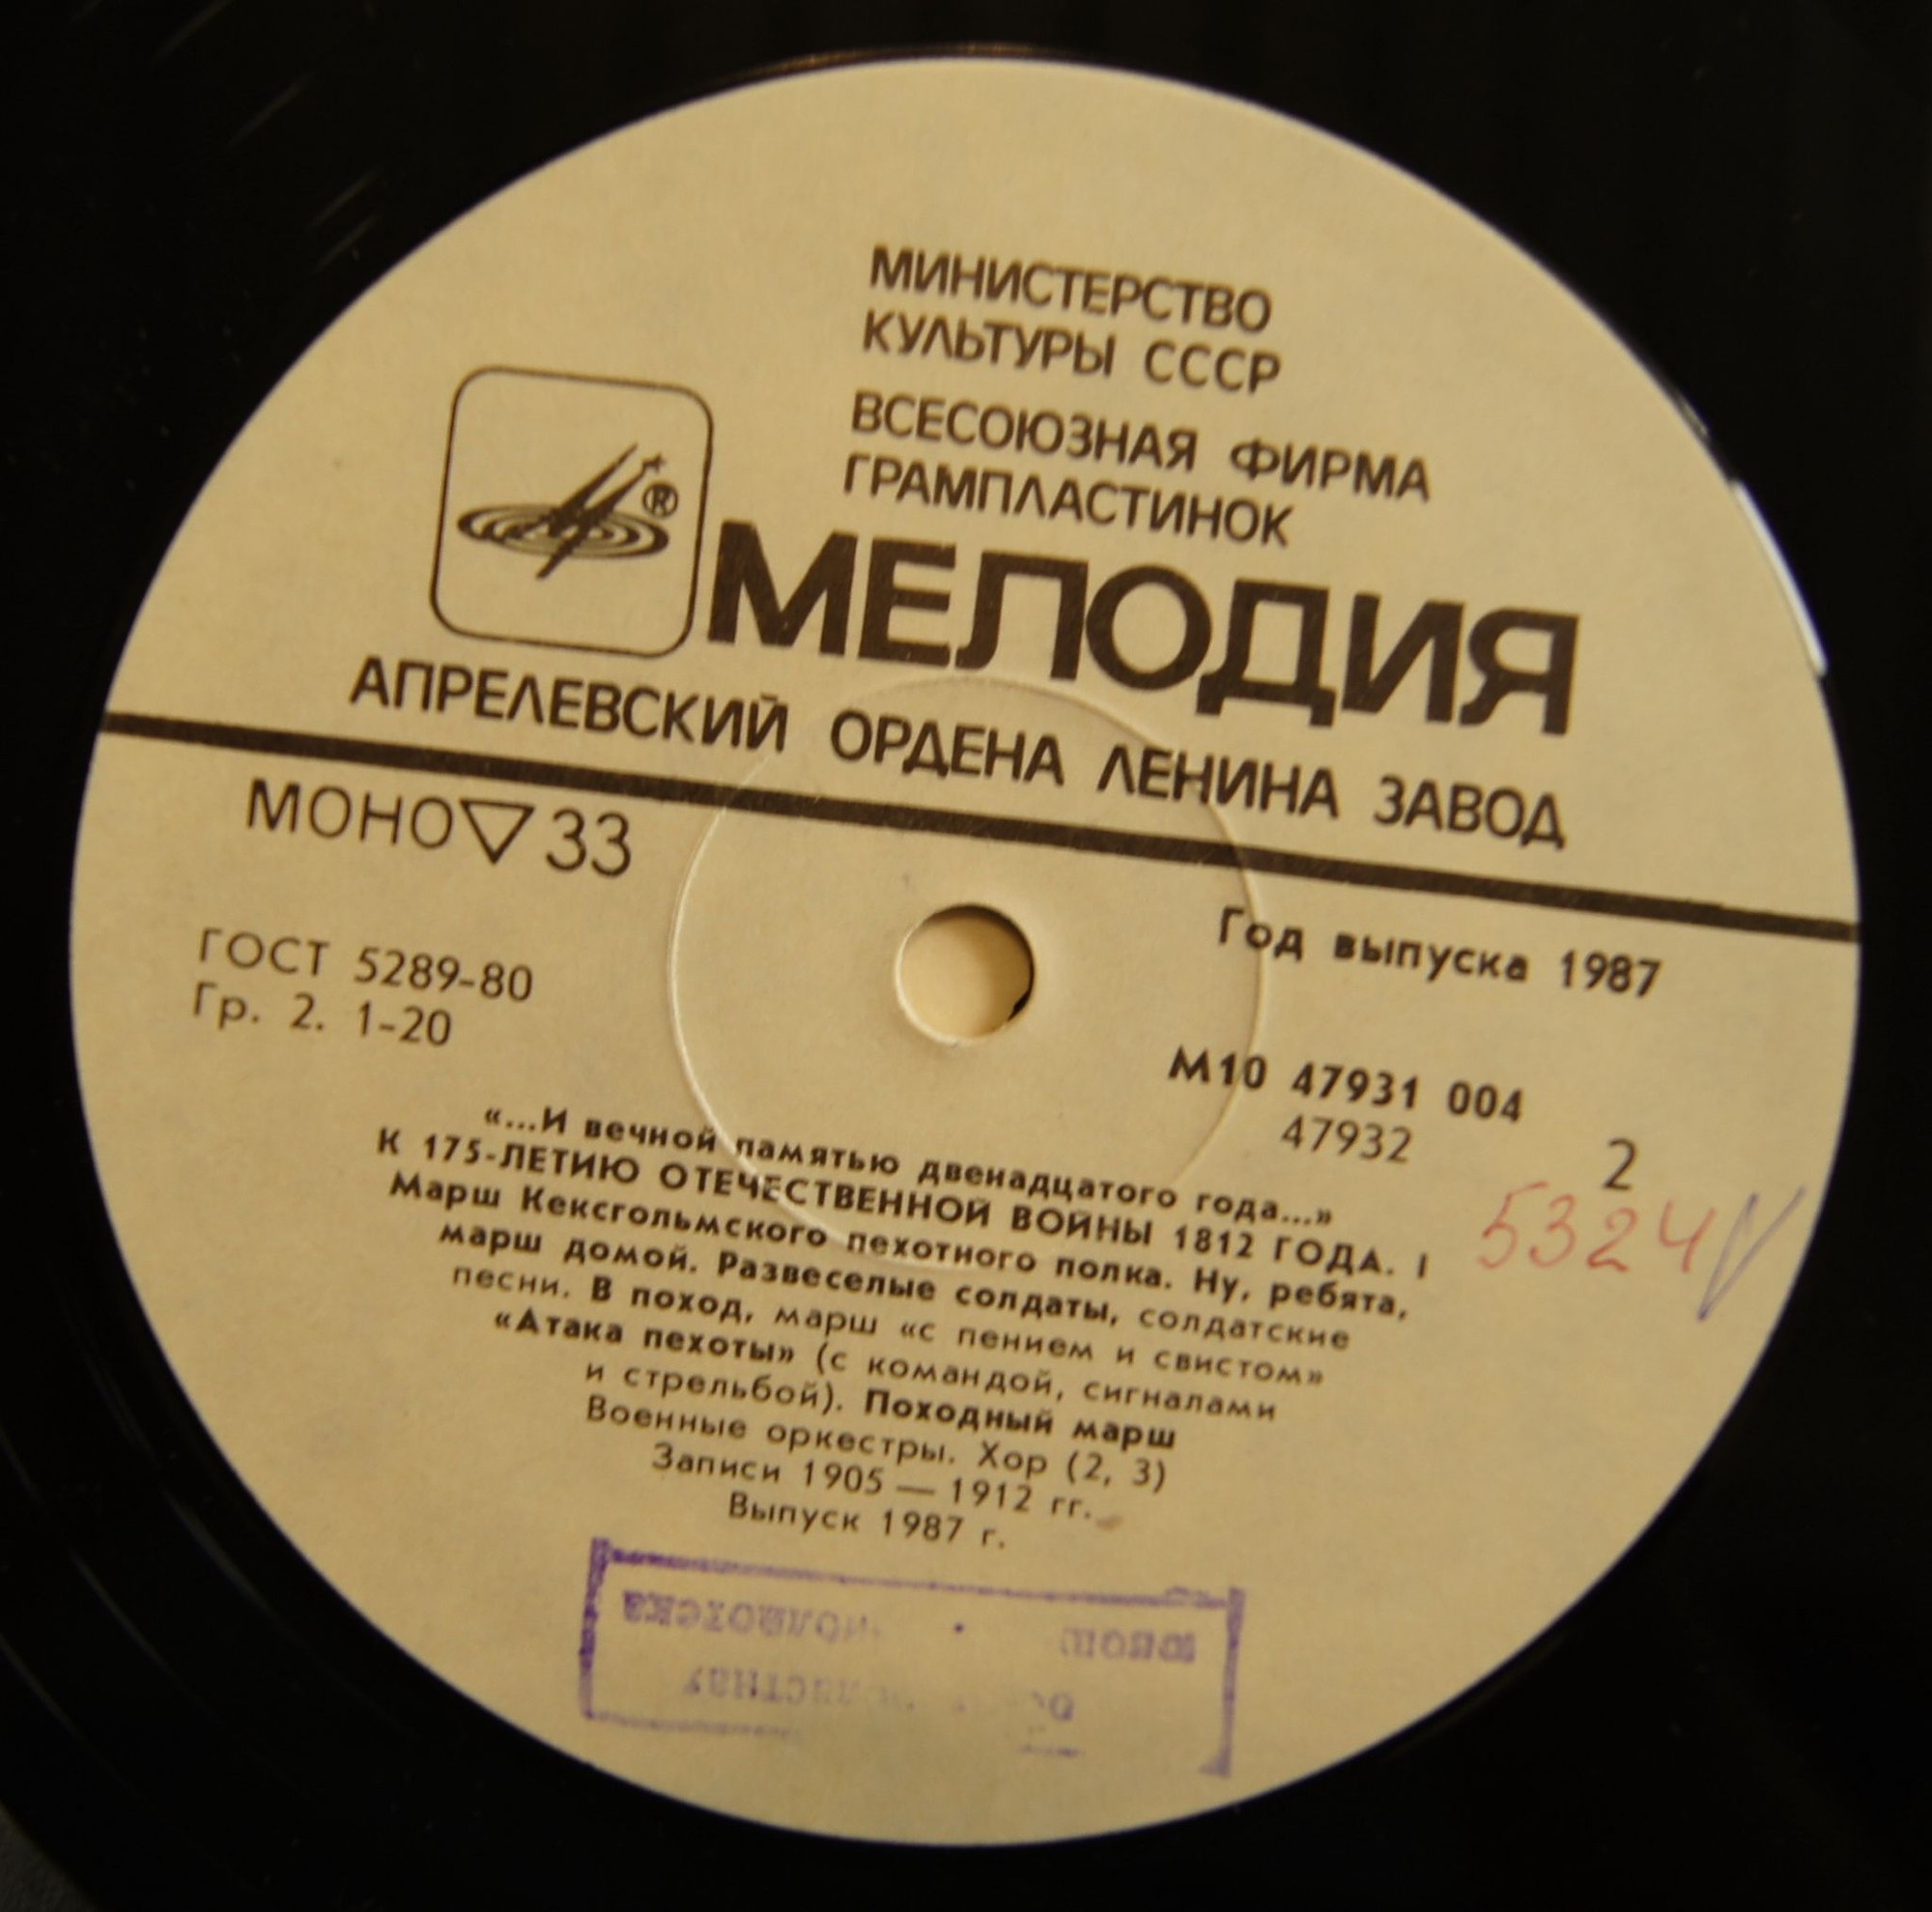 МИНИСТЕРСТВО
КУЛЬТУРЫ СССР
ВСЕСОЮЗНАЯ ФИРМА
ГРАМПЛАСТИНОК
®
МЕЛОДИЯ
АПРЕЛЕВСКИЙ ОРДЕНА ЛЕНИНА ЗАВОД
МОНО 33
ГОСТ 5289-80
Гр. 2. 1-20
Год выпуска 1987
М10 47931 004
47932
2
5324
«...И вечной памятью двенадцатого года...»
К 175-ЛЕТИЮ ОТЕЧЕСТВЕННОЙ ВОЙНЫ 1812 ГОДА. I
Марш Кексгольмского пехотного полка. Ну, ребята,
марш домой. Развеселые солдаты, солдатские
песни. В поход, марш «с пением и свистом»
«Атака пехоты» (с командой, сигналами
и стрельбой). Походный марш
Военные оркестры. Хор (2, 3)
Записи 1905 — 1912 гг.
Выпуск 1987 г.